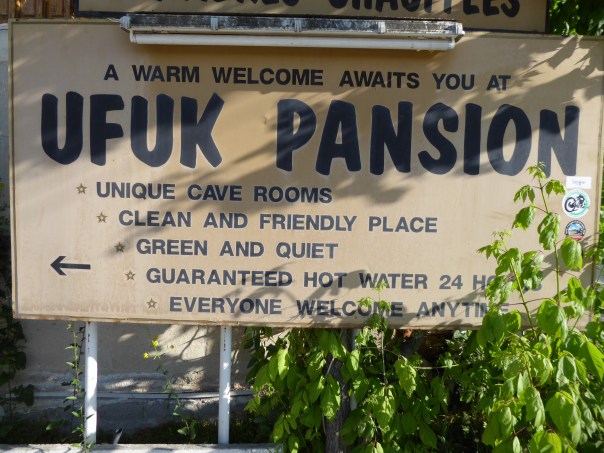 A WARM WELCOME AWAITS YOU AT
UFUK PANSION
UNIQUE CAVE ROOMS
CLEAN AND FRIENDLY PLACE
GREEN AND QUIET
GUARANTEED HOT WATER 24
EVERYONE WELCOME ANYTIME